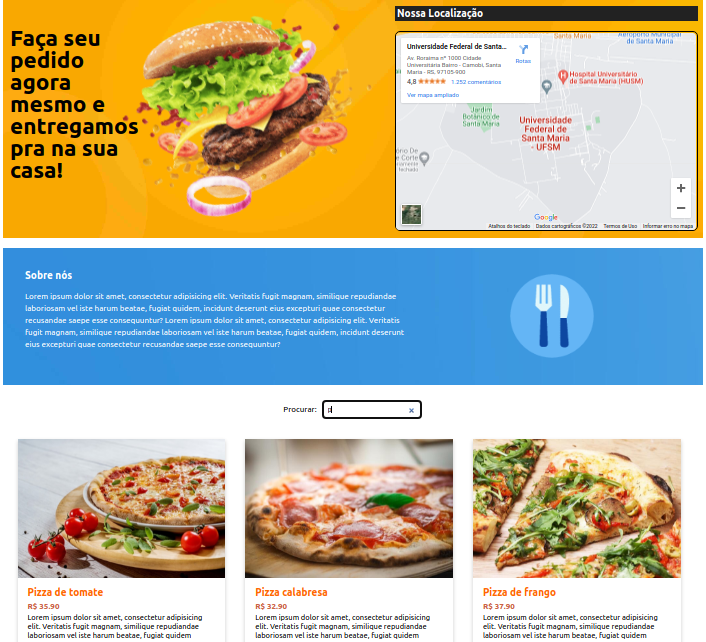 Faça seu
pedido
agora
mesmo e
entregamos
pra na sua
casa!
Nossa Localização
Universidade Federal de Santa...
Av. Roraima nº 1000 Cidade
Universitária Bairro - Camobi, Santa
Maria - RS, 97105-900
4,8 1.252 comentários
Ver mapa ampliado
Rotas
Santa Maria
Aeroporto Municipal
de Santa Maria
Hospital Universitário
de Santa Maria (HUSM)
Jardim
Botânico de
Santa Maria
Universidade
Federal de
Santa Maria
- UFSM
ório De
e Corte
fechado
+
−
Google
Atalhos do teclado Dados cartográficos ©2022 Termos de Uso Informar erro no mapa
Sobre nós
Lorem ipsum dolor sit amet, consectetur adipisicing elit. Veritatis fugit magnam, similique repudiandae
laboriosam vel iste harum beatae, fugiat quidem, incidunt deserunt eius excepturi quae consectetur
recusandae saepe esse consequuntur? Lorem ipsum dolor sit amet, consectetur adipisicing elit. Veritatis
fugit magnam, similique repudiandae laboriosam vel iste harum beatae, fugiat quidem, incidunt deserunt
eius excepturi quae consectetur recusandae saepe esse consequuntur?
Procurar: p ×
Pizza de tomate
R$ 35.90
Lorem ipsum dolor sit amet, consectetur adipisicing
elit. Veritatis fugit magnam, similique repudiandae
laboriosam vel iste harum beatae, fugiat quidem
Pizza calabresa
R$ 32.90
Lorem ipsum dolor sit amet, consectetur adipisicing
elit. Veritatis fugit magnam, similique repudiandae
laboriosam vel iste harum beatae, fugiat quidem
Pizza de frango
R$ 37.90
Lorem ipsum dolor sit amet, consectetur adipisicing
elit. Veritatis fugit magnam, similique repudiandae
laboriosam vel iste harum beatae, fugiat quidem